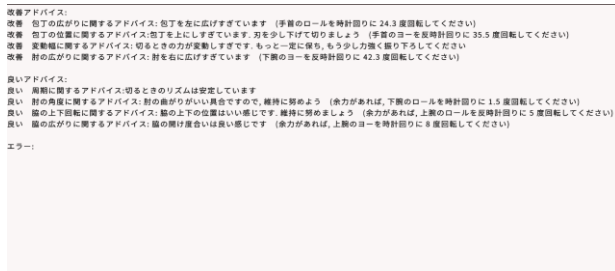 改善アドバイス:
改善　包丁の広がりに関するアドバイス: 包丁を左に広げすぎています　(手首のロールを時計回りに 24.3 度回転してください)
改善　包丁の位置に関するアドバイス:包丁を上にしすぎています. 刃を少し下げて切りましょう　(手首のヨーを反時計回りに 35.5 度回転してください)
改善　変動幅に関するアドバイス: 切るときの力が変動しすぎです. もっと一定に保ち, もう少し力強く振り下ろしてください
改善　肘の広がりに関するアドバイス: 肘を右に広げすぎています　(下腕のヨーを反時計回りに 42.3 度回転してください)
良いアドバイス:
良い　周期に関するアドバイス:切るときのリズムは安定しています
良い　肘の角度に関するアドバイス: 肘の曲がりがいい具合ですので, 維持に努めよう　(余力があれば, 下腕のロールを時計回りに 1.5 度回転してください)
良い　脇の上下回転に関するアドバイス: 脇の上下の位置はいい感じです. 維持に努めましょう　(余力があれば, 上腕のロールを反時計回りに 5 度回転してください)
良い　脇の広がりに関するアドバイス: 脇の開け度合いは良い感じです　(余力があれば, 上腕のヨーを時計回りに 8 度回転してください)
エラー: